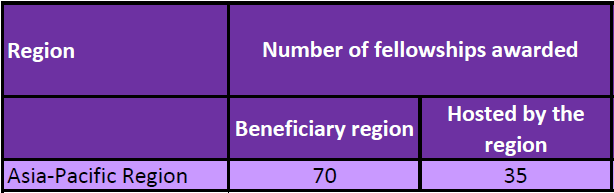 Region
Number of fellowships awarded
Beneficiary region
Hosted by the
region
Asia-Pacific Region
70
35